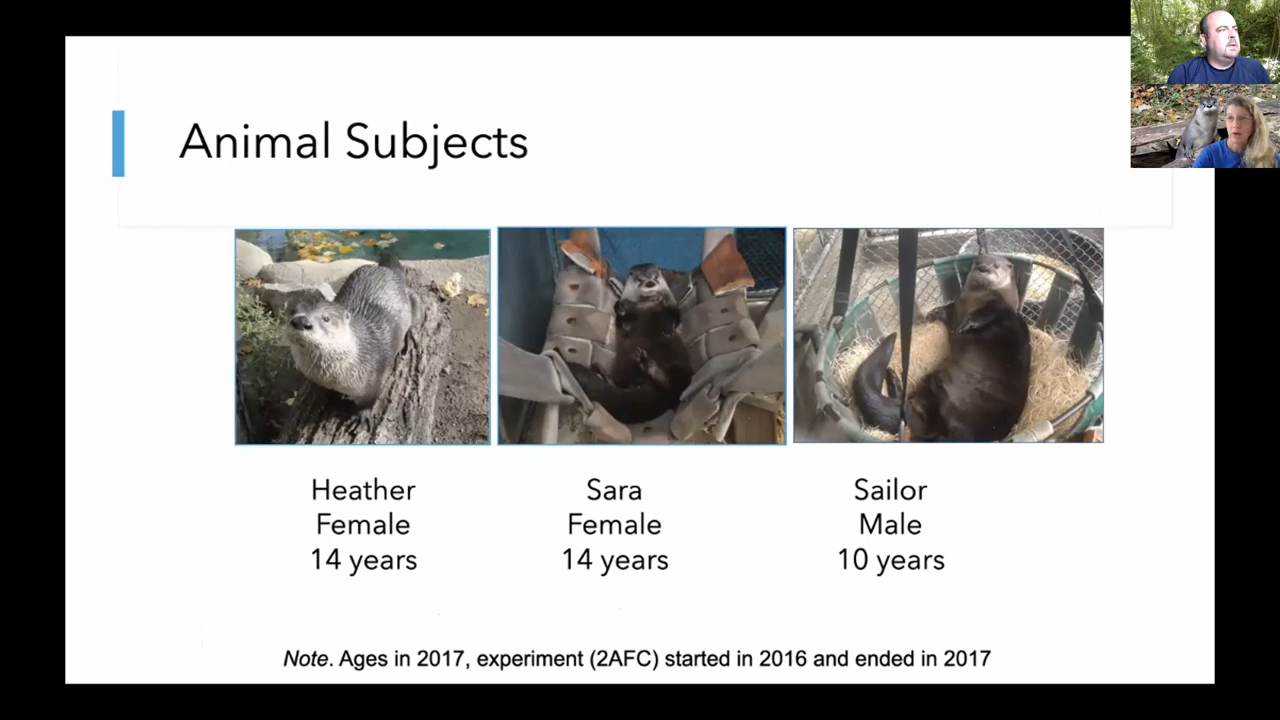 Animal Subjects
Heather
Female
14 years
Sara
Female
14 years
Sailor
Male
10 years
Note. Ages in 2017, experiment (2AFC) started in 2016 and ended in 2017